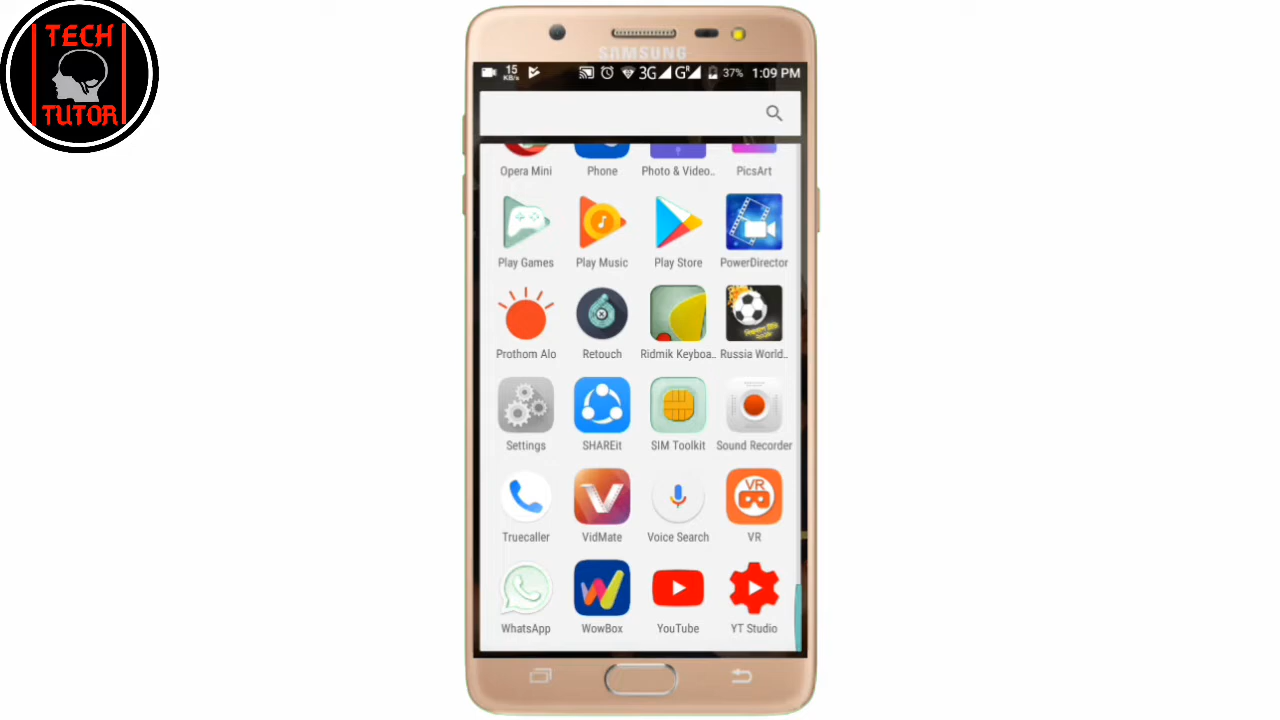 TECH
TUTOR
SAMSUNG
15
KB/s
3G
G
R
37%
1:09 PM
Opera Mini
Phone
Photo & Video..
PicsArt
Play Games
Play Music
Play Store
PowerDirector
Prothom Alo
Retouch
Ridmik Keyboa..
Russia World..
Settings
SHAREit
SIM Toolkit
Sound Recorder
Truecaller
VidMate
Voice Search
VR
VR
WhatsApp
WowBox
YouTube
YT Studio